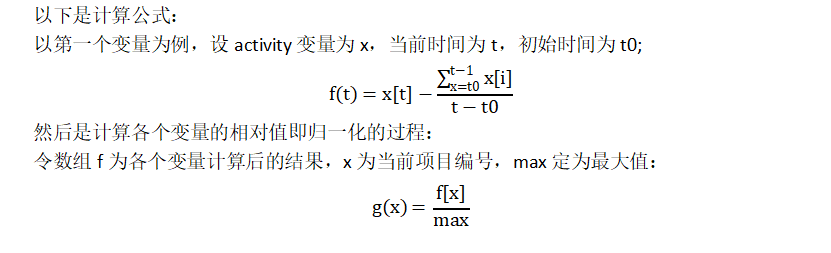 以下是计算公式：
以第一个变量为例，设 activity 变量为 x，当前时间为 t，初始时间为 t0;
f(t) = x[t] − \frac{\sum_{x=t0}^{t−1} x[i]}{t − t0}
然后是计算各个变量的相对值即归一化的过程：
令数组 f 为各个变量计算后的结果，x 为当前项目编号，max 定为最大值：
g(x) = \frac{f[x]}{max}